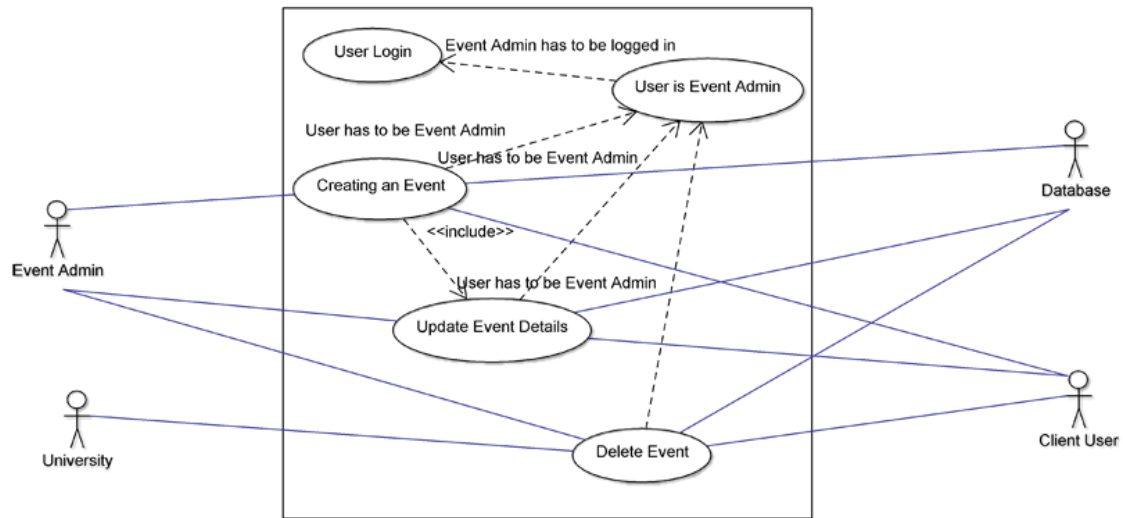 User Login
Event Admin has to be logged in
User is Event Admin
User has to be Event Admin
User has to be Event Admin
Creating an Event
Database
<<include>>
Event Admin
User has to be Event Admin
Update Event Details
University
Delete Event
Client User